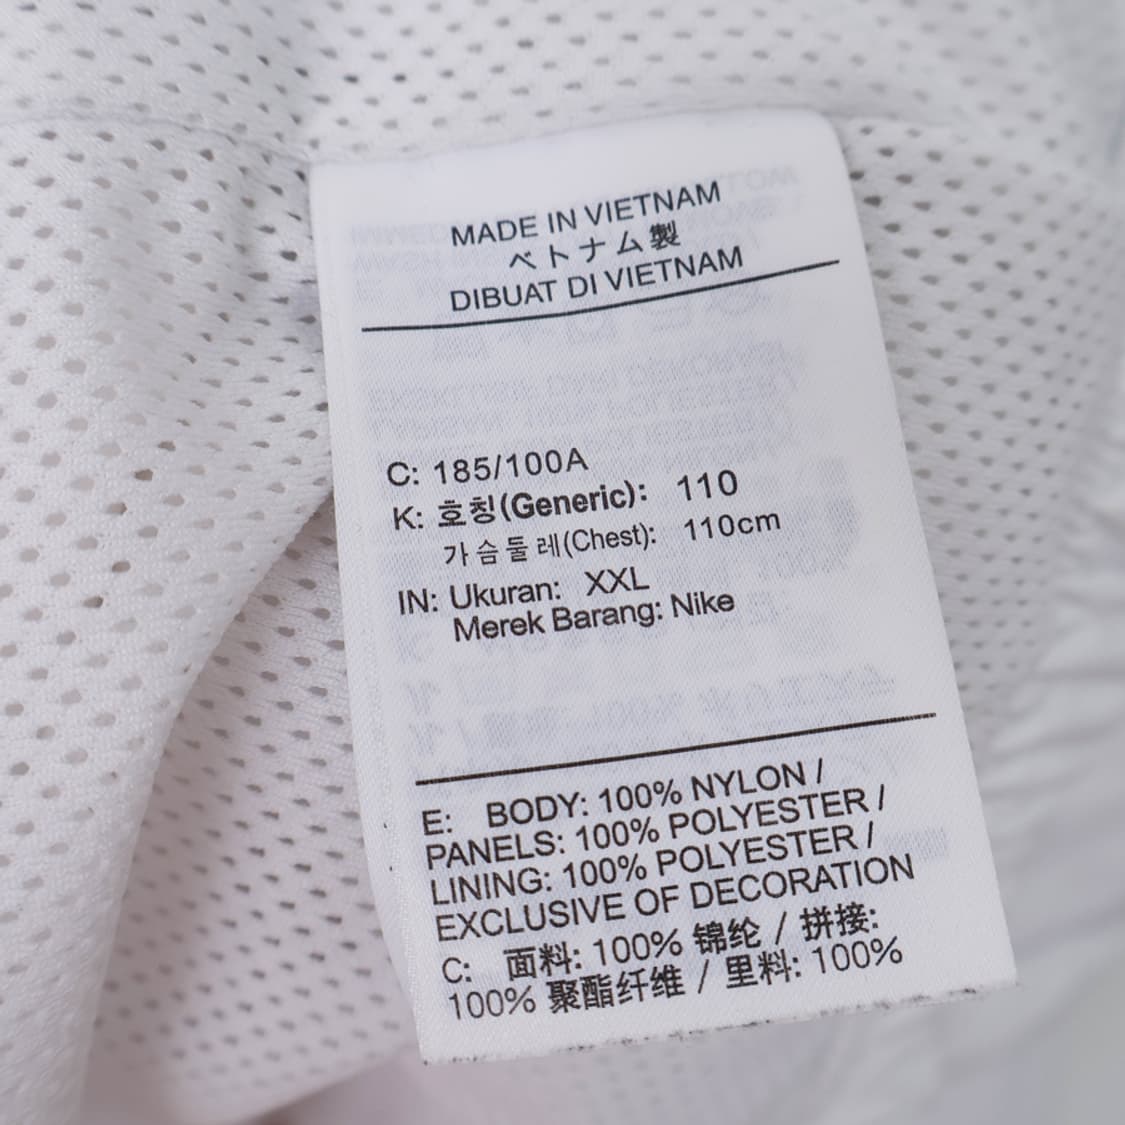 MADE IN VIETNAM
ベトナム製
DIBUAT DI VIETNAM
C: 185/100A
K: 호칭(Generic): 110
가슴둘레(Chest): 110cm
IN: Ukuran: XXL
Merek Barang: Nike
E: BODY: 100% NYLON /
PANELS: 100% POLYESTER /
LINING: 100% POLYESTER /
EXCLUSIVE OF DECORATION
C: 面料: 100% 锦纶 / 拼接:
100% 聚酯纤维 / 里料: 100%